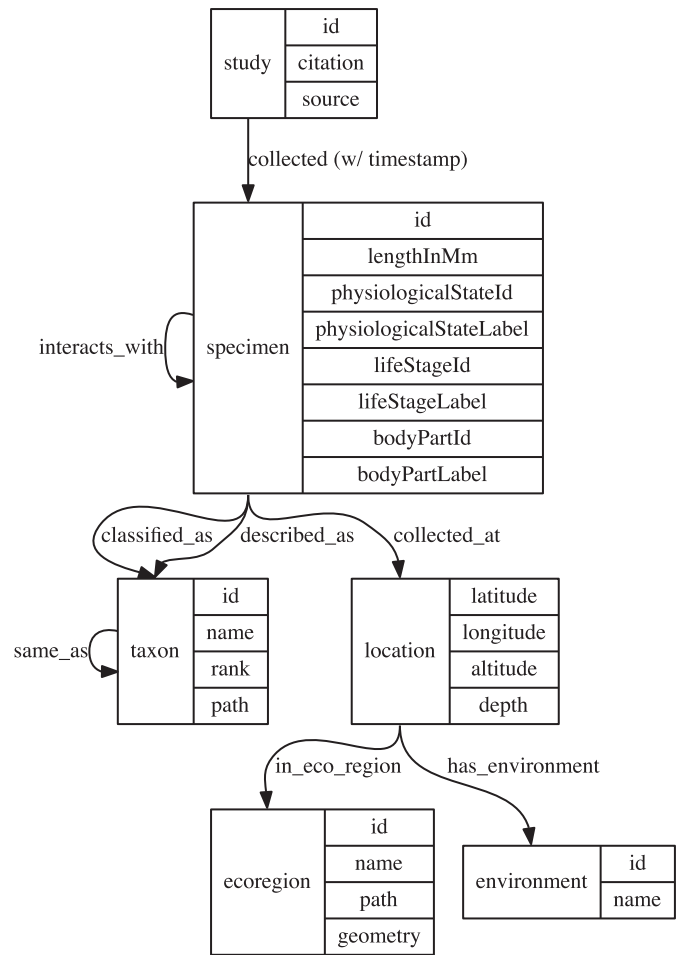 study
id
citation
source
collected (w/ timestamp)
interacts_with
specimen
id
lengthInMm
physiologicalStateId
physiologicalStateLabel
lifeStageId
lifeStageLabel
bodyPartId
bodyPartLabel
classified_as
described_as
collected_at
same_as
taxon
id
name
rank
path
location
latitude
longitude
altitude
depth
in_eco_region
has_environment
ecoregion
id
name
path
geometry
environment
id
name